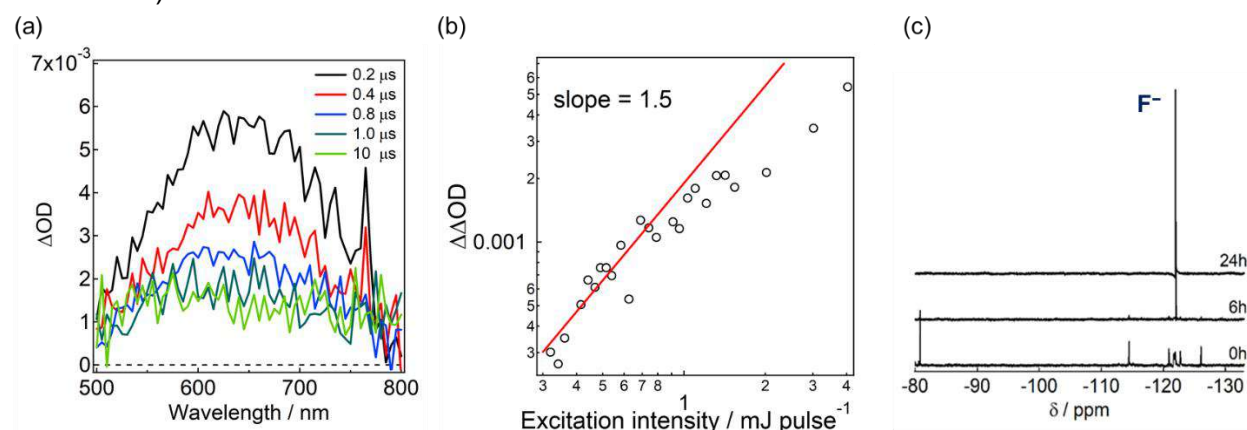 (a)
7x10⁻³
6
5
4
3
2
1
0
ΔOD
0.2 μs
0.4 μs
0.8 μs
1.0 μs
10 μs
500
600
700
800
Wavelength / nm
(b)
slope = 1.5
6
5
4
3
2
0.001
8
6
5
4
3
ΔΔOD
3
4
5
6
7
8
1
2
3
4
Excitation intensity / mJ pulse⁻¹
(c)
F⁻
24h
6h
0h
-80
-90
-100
-110
-120
-130
δ / ppm